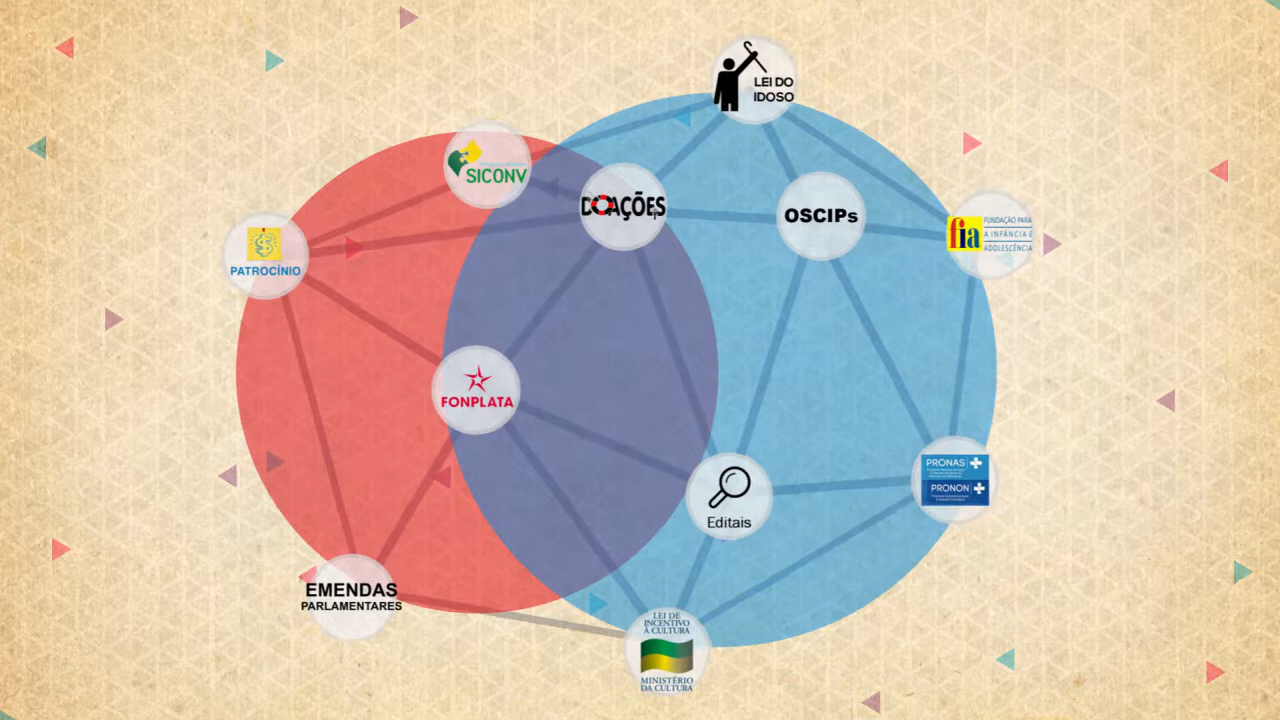 LEI DO
IDOSO
SICONV
DOAÇÕES
OSCIPs
fia
FUNDAÇÃO PARA
A INFÂNCIA E
ADOLESCÊNCIA
PATROCÍNIO
FONPLATA
PRONAS
PRONON
Editais
EMENDAS
PARLAMENTARES
LEI DE
INCENTIVO
À CULTURA
MINISTÉRIO
DA CULTURA